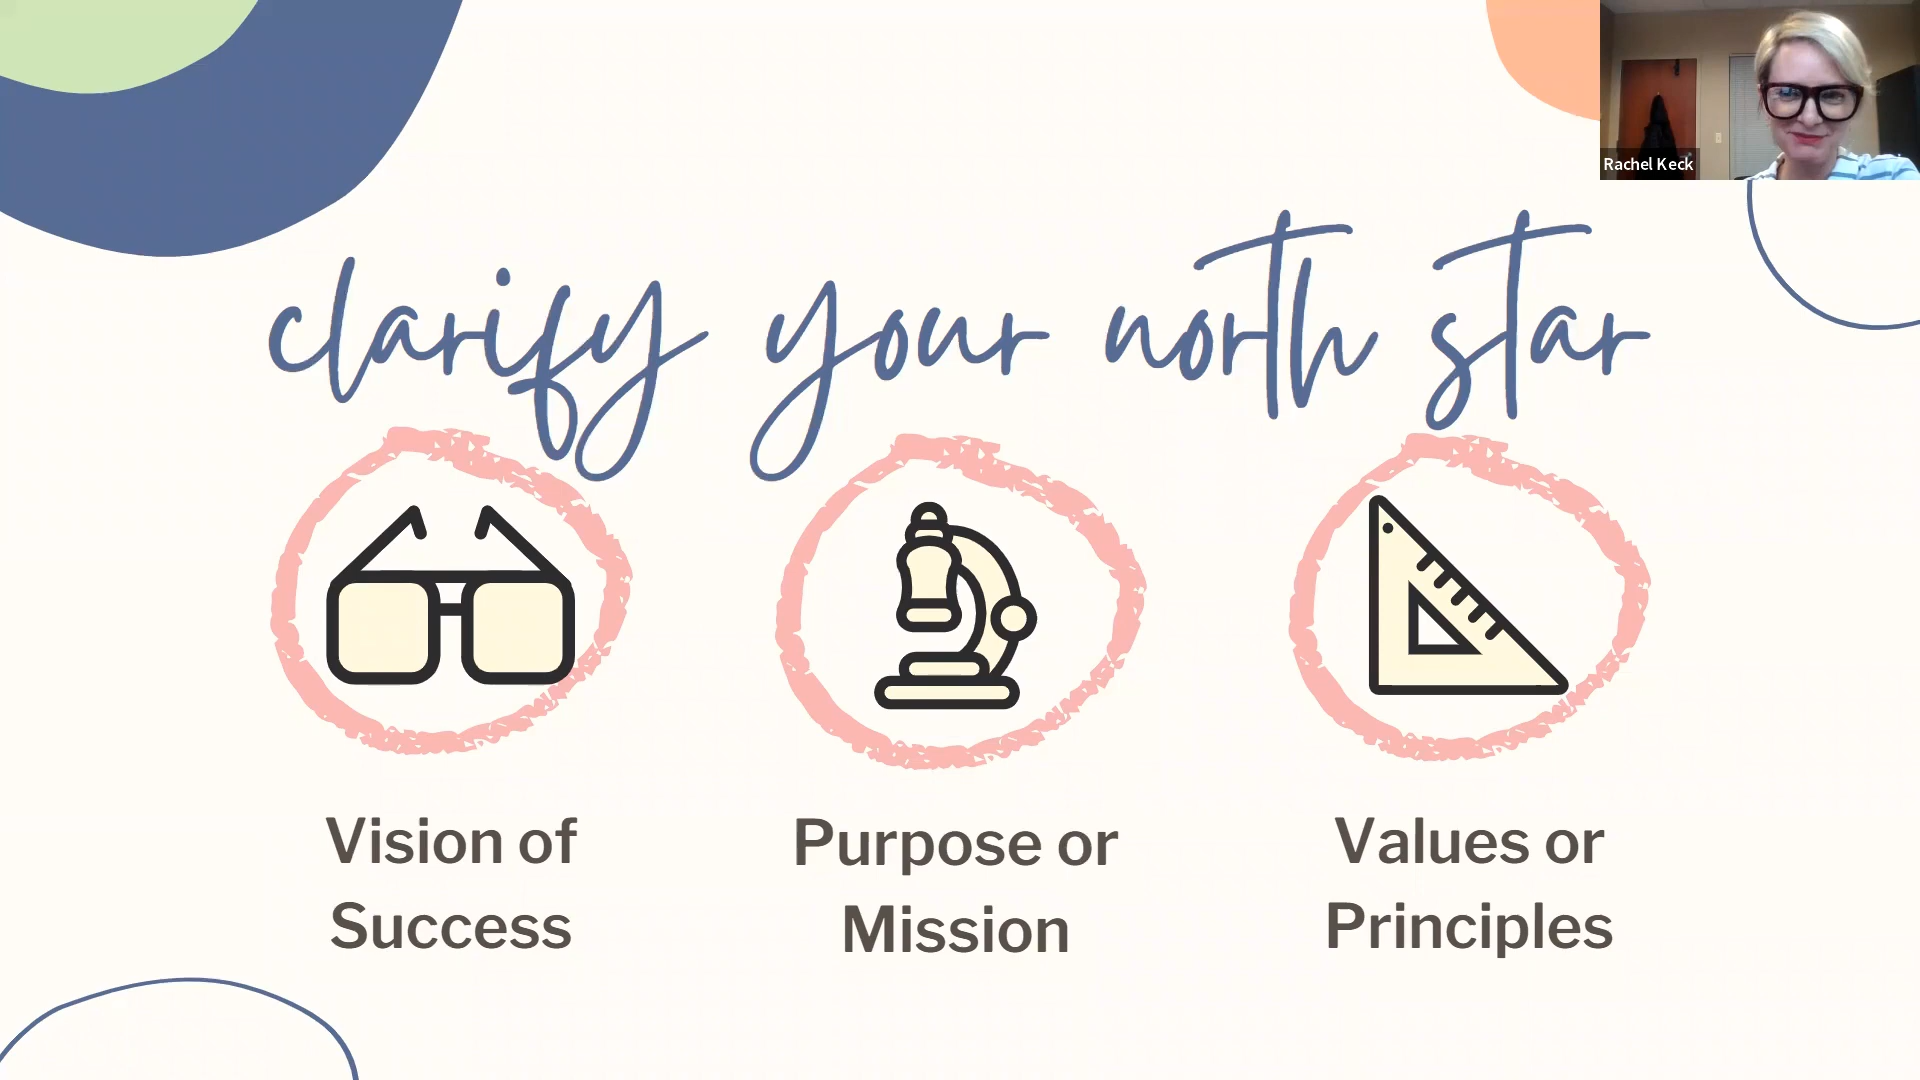 Rachel Keck
clarify your north star
Vision of
Success
Purpose or
Mission
Values or
Principles